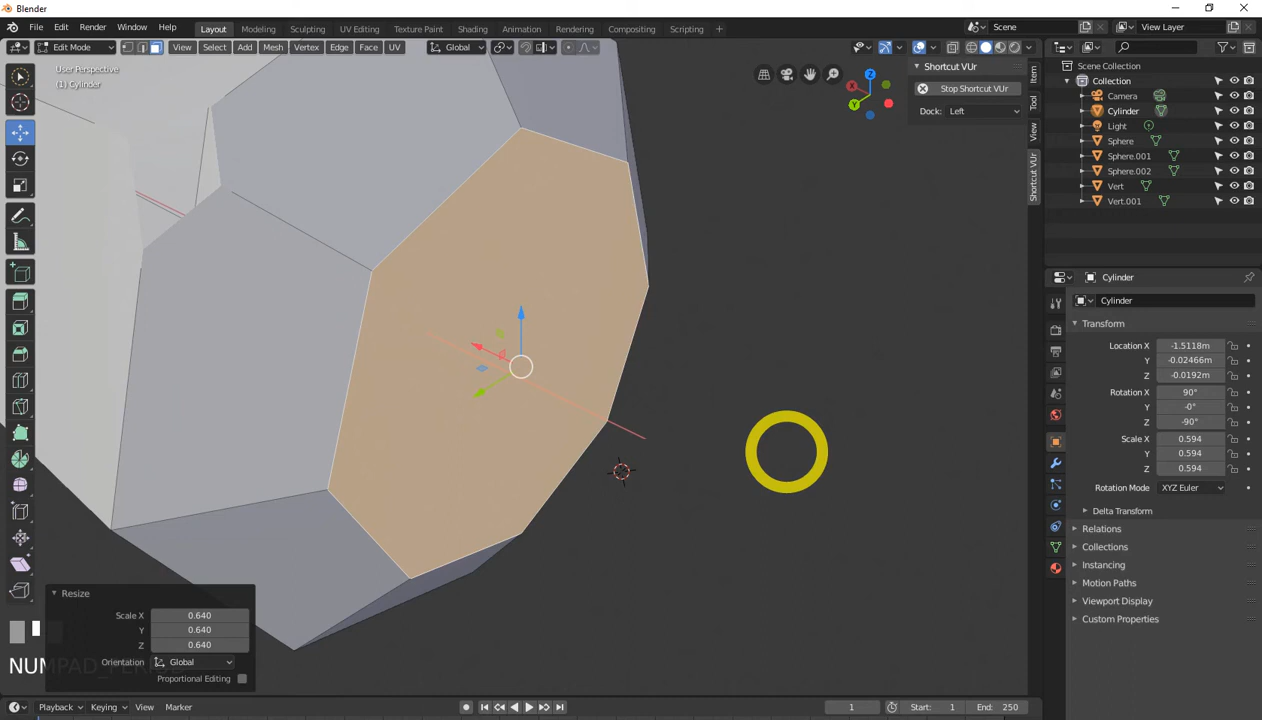 Blender
File Edit Render Window Help Layout Modeling Sculpting UV Editing Texture Paint Shading Animation Rendering Compositing Scripting Scene View Layer
Edit Mode View Select Add Mesh Vertex Edge Face UV Global
User Perspective
(1) Cylinder
Shortcut VUr
Stop Shortcut VUr
Dock: Left
Item
Tool
View
Shortcut VUr
X
Y
Z
Scene Collection
Collection
Camera
Cylinder
Light
Sphere
Sphere.001
Sphere.002
Vert
Vert.001
Cylinder
Cylinder
Transform
Location X -1.5118m
Y -0.02466m
Z -0.0192m
Rotation X 90°
Y -0°
Z -90°
Scale X 0.594
Y 0.594
Z 0.594
Rotation Mode XYZ Euler
Delta Transform
Relations
Collections
Instancing
Motion Paths
Viewport Display
Custom Properties
Resize
Scale X 0.640
Y 0.640
Z 0.640
Orientation Global
Proportional Editing
Playback Keying View Marker 1 Start: 1 End: 250